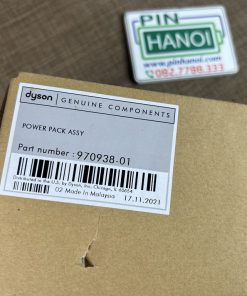 PIN
HANOI
www.pinhanoi.com
082.7788.333
dyson GENUINE COMPONENTS
POWER PACK ASSY
Part number : 970938-01
Distributed in the U.S. by Dyson, Inc. Chicago, IL 60654
02 Made In Malaysia 17.11.2021